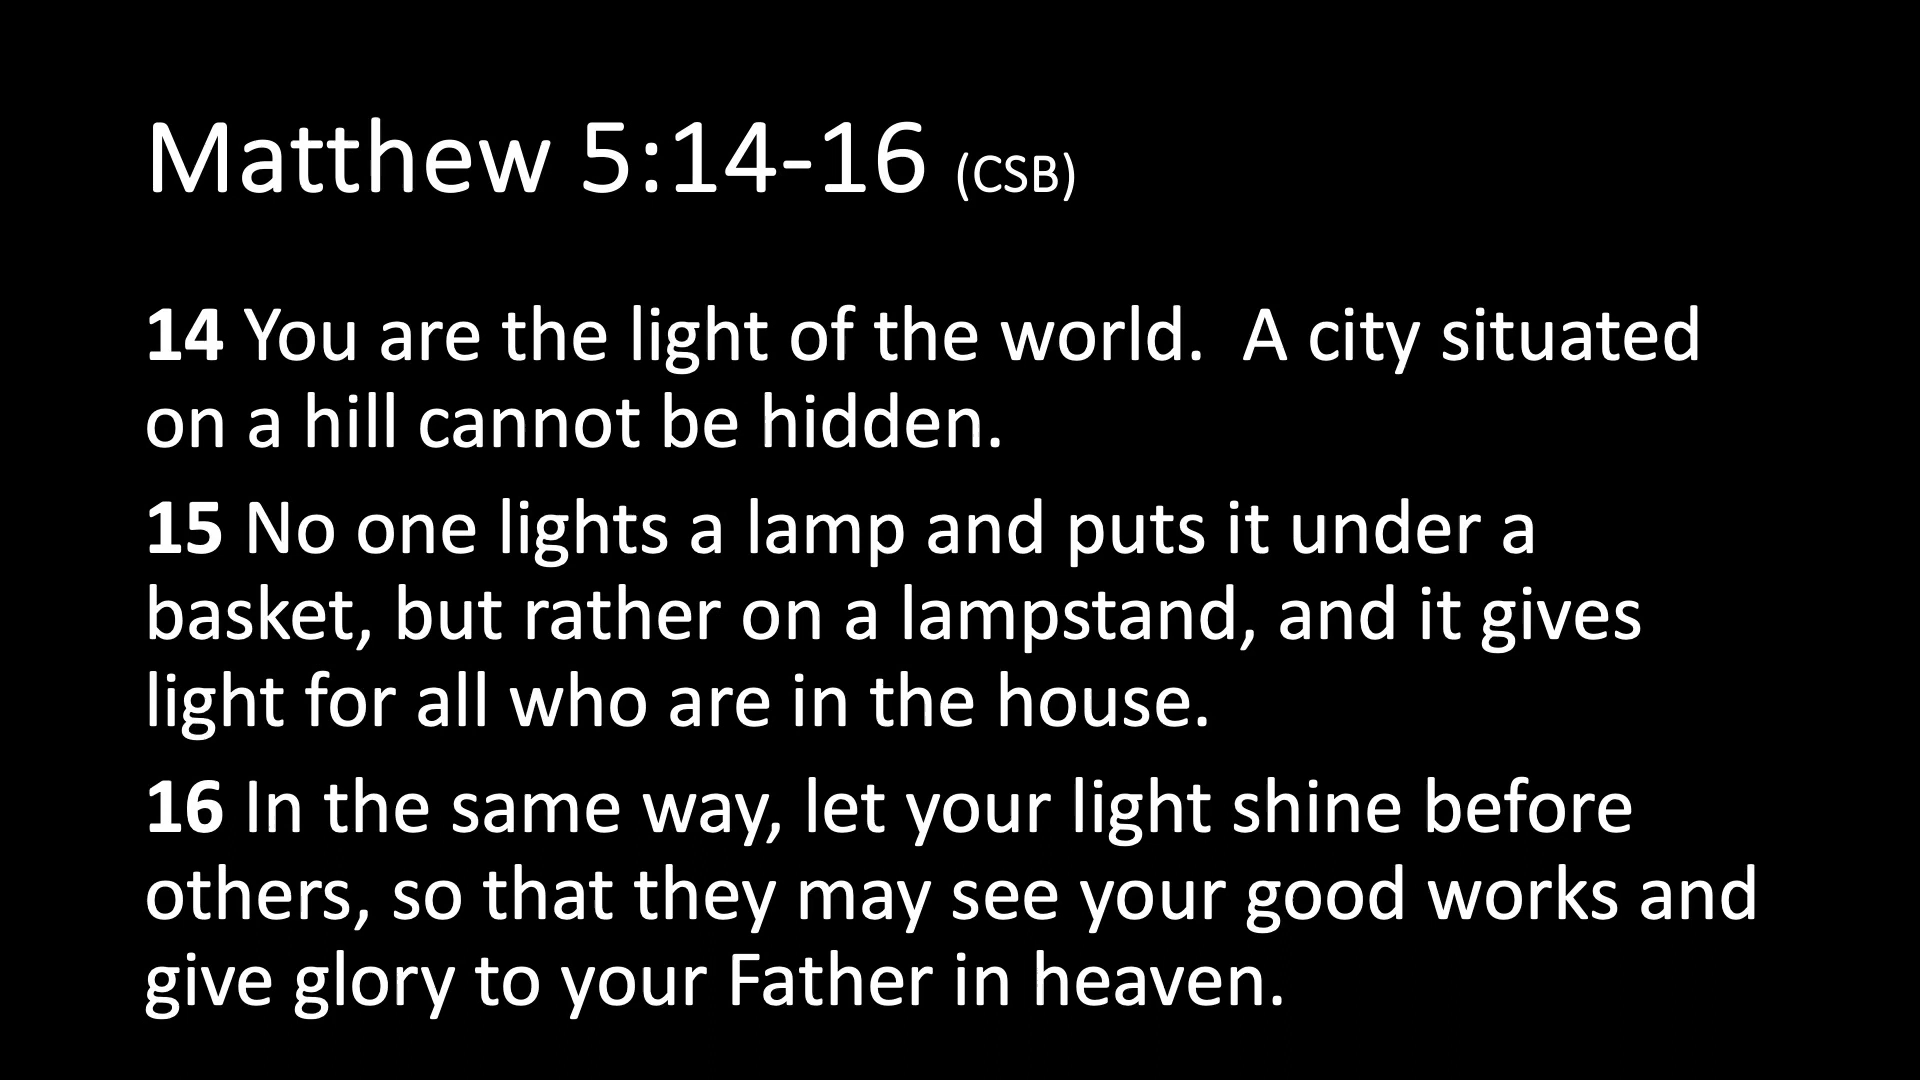 Matthew 5:14-16 (CSB)
14 You are the light of the world.  A city situated
on a hill cannot be hidden.
15 No one lights a lamp and puts it under a
basket, but rather on a lampstand, and it gives
light for all who are in the house.
16 In the same way, let your light shine before
others, so that they may see your good works and
give glory to your Father in heaven.